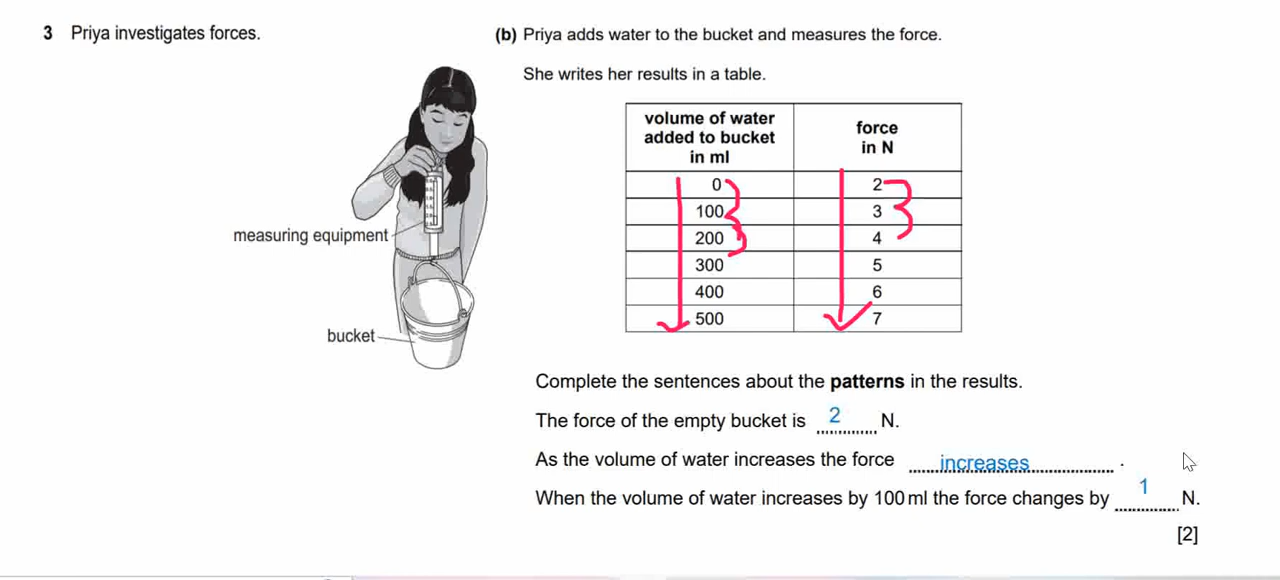 3 Priya investigates forces.
measuring equipment
bucket
(b) Priya adds water to the bucket and measures the force.
She writes her results in a table.
volume of water added to bucket in ml force in N
0 2
100 3
200 4
300 5
400 6
500 7
Complete the sentences about the patterns in the results.
The force of the empty bucket is 2 N.
As the volume of water increases the force increases .
When the volume of water increases by 100 ml the force changes by 1 N.
[2]